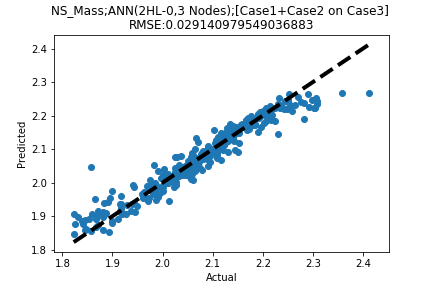 NS_Mass;ANN(2HL-0,3 Nodes);[Case1+Case2 on Case3]
RMSE:0.029140979549036883
2.4
2.3
2.2
2.1
2.0
1.9
1.8
Predicted
1.8 1.9 2.0 2.1 2.2 2.3 2.4
Actual